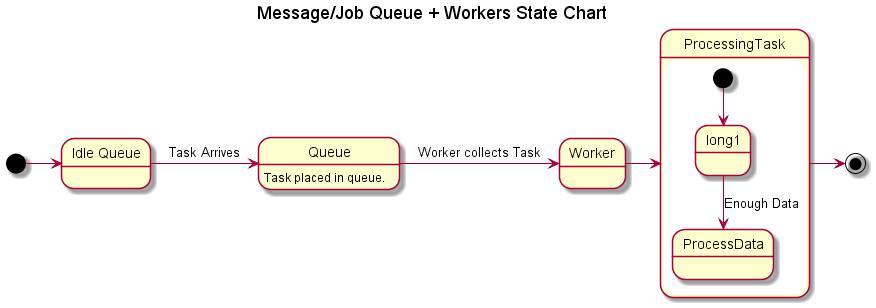 Message/Job Queue + Workers State Chart
ProcessingTask
Idle Queue
Task Arrives
Queue
Task placed in queue.
Worker collects Task
Worker
long1
Enough Data
ProcessData